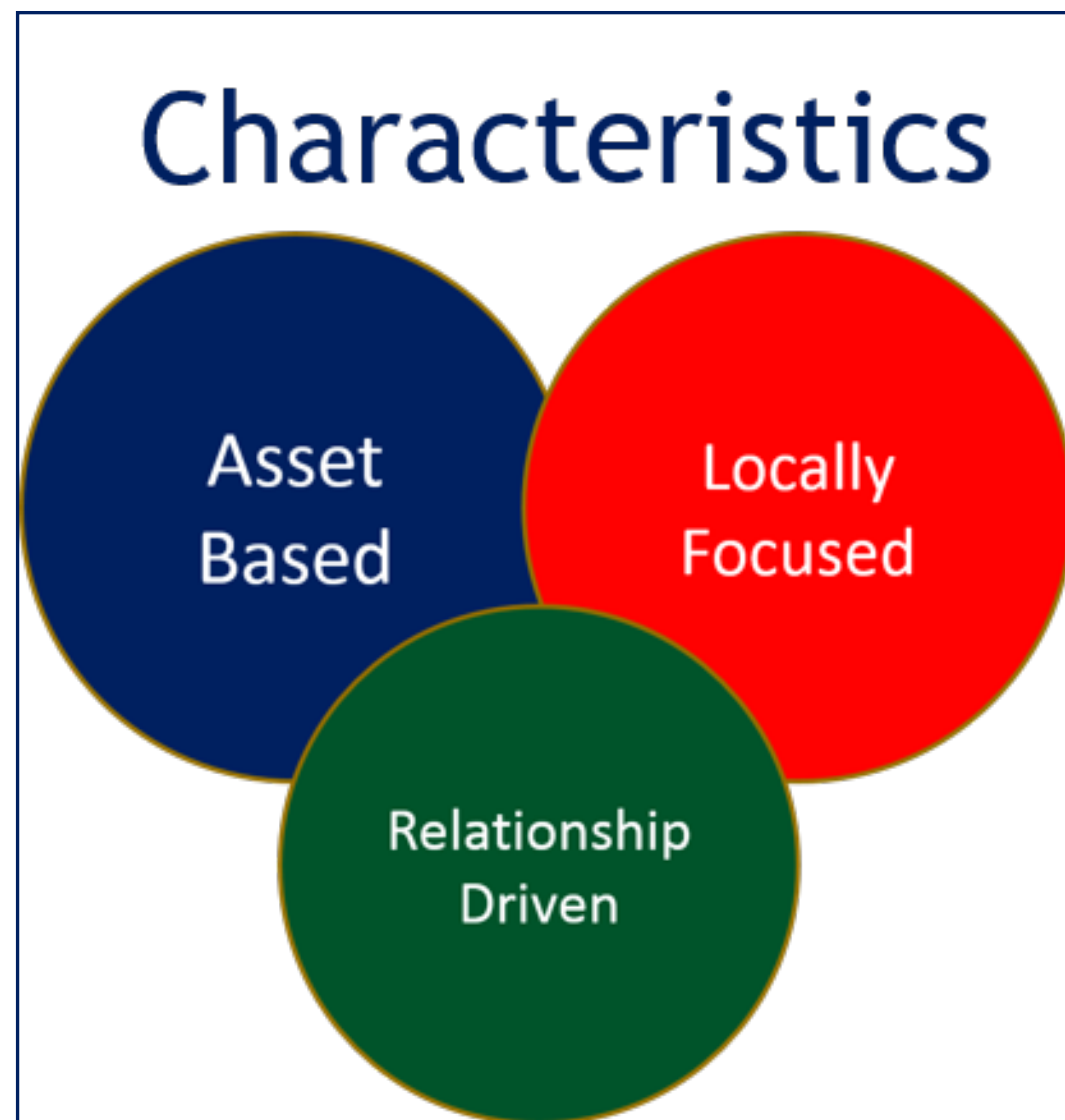 Characteristics
Asset
Based
Locally
Focused
Relationship
Driven